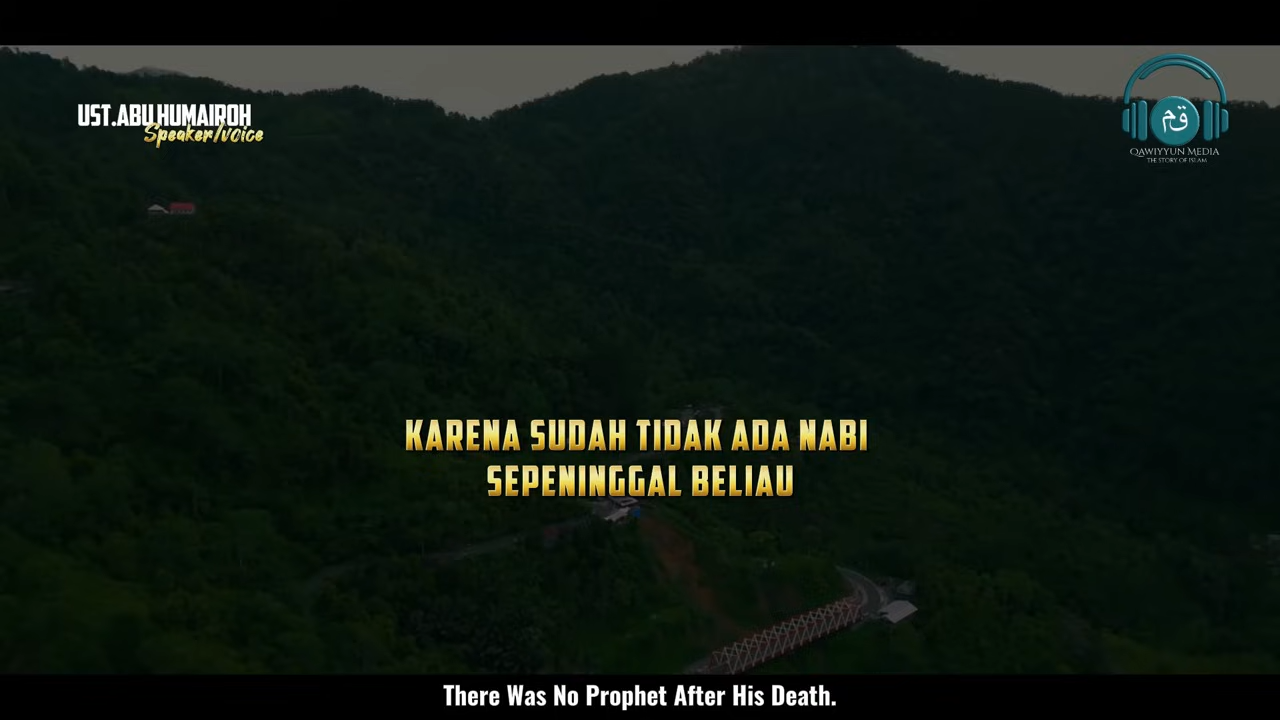 UST.ABU HUMAIROH
Speaker/voice
قم
QAWIYYUN MEDIA
THE STORY OF ISLAM
KARENA SUDAH TIDAK ADA NABI
SEPENINGGAL BELIAU
There Was No Prophet After His Death.